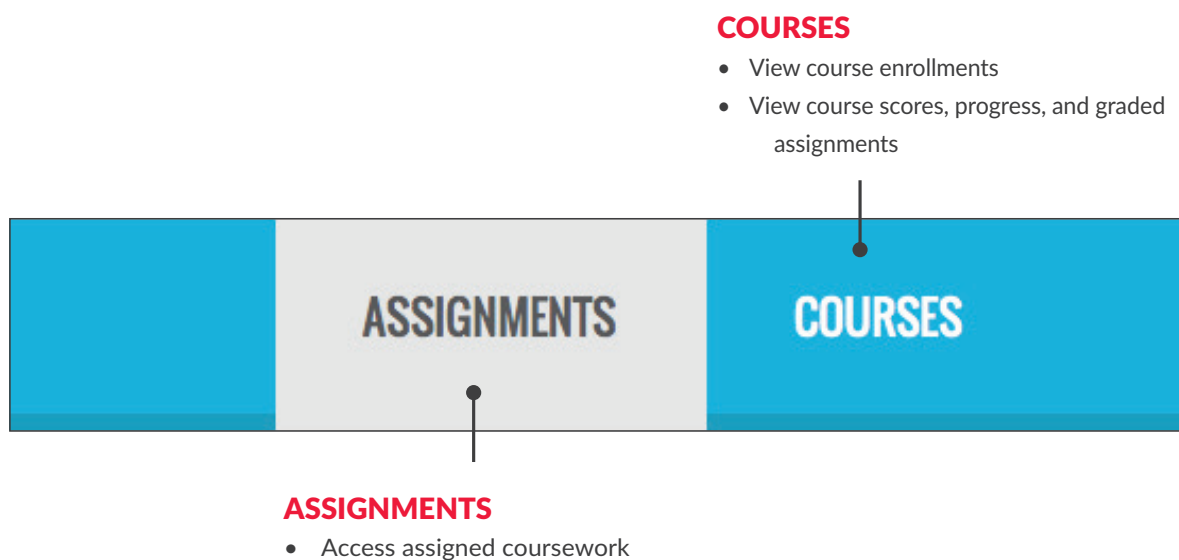 COURSES
• View course enrollments
• View course scores, progress, and graded
assignments
ASSIGNMENTS
COURSES
ASSIGNMENTS
• Access assigned coursework